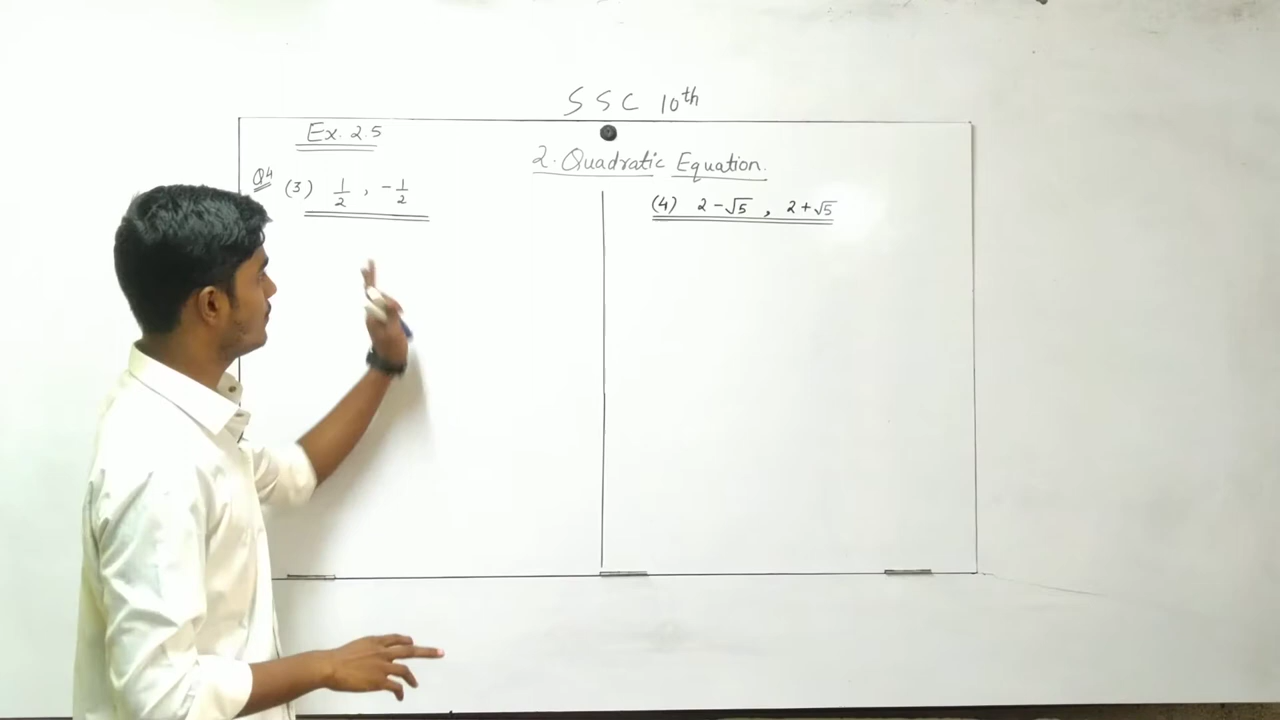 SSC 10th
Ex. 2.5
2. Quadratic Equation.
Q4 (3) 1/2 , -1/2
(4) 2-√5 , 2+√5